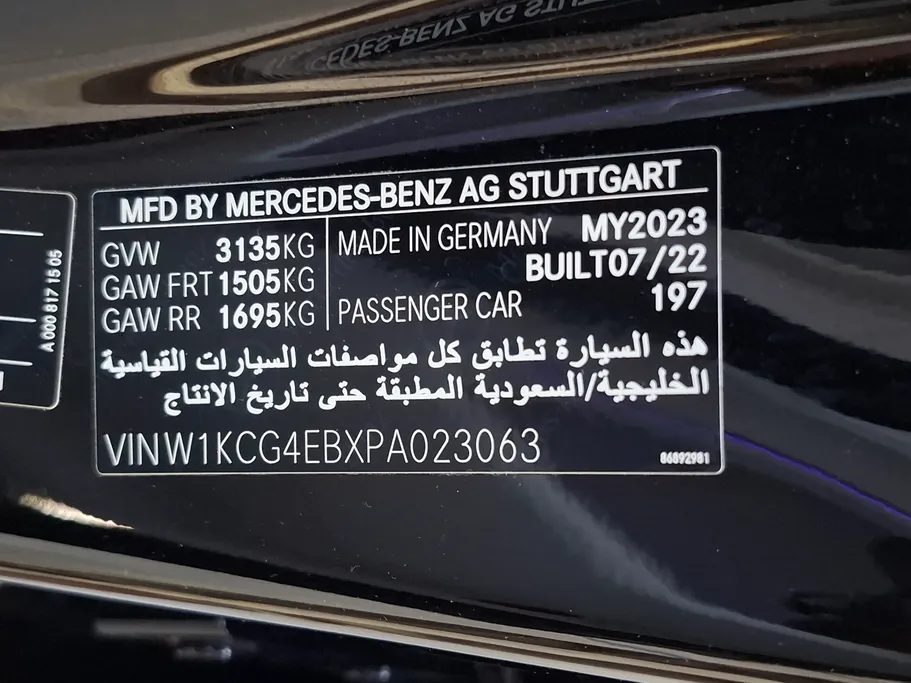 MFD BY MERCEDES-BENZ AG STUTTGART
GVW 3135KG
GAW FRT 1505KG
GAW RR 1695KG
MADE IN GERMANY MY2023
BUILT07/22
PASSENGER CAR 197
هذه السيارة تطابق كل مواصفات السيارات القياسية
الخليجية/السعودية المطبقة حتى تاريخ الانتاج
VIN W1KCG4EBXPA023063
86892981
A 000 817 15 05